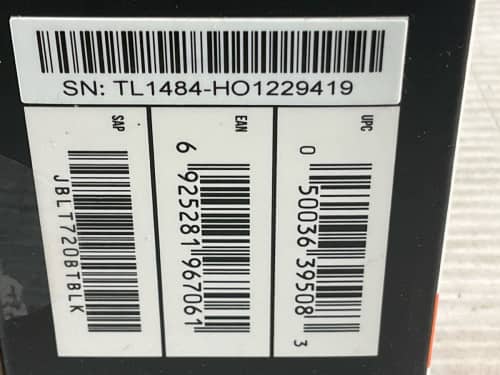 SN: TL1484-HO1229419
SAP
JBLT720BTBLK
EAN
6 925281 967061
UPC
0 50036 39508 3